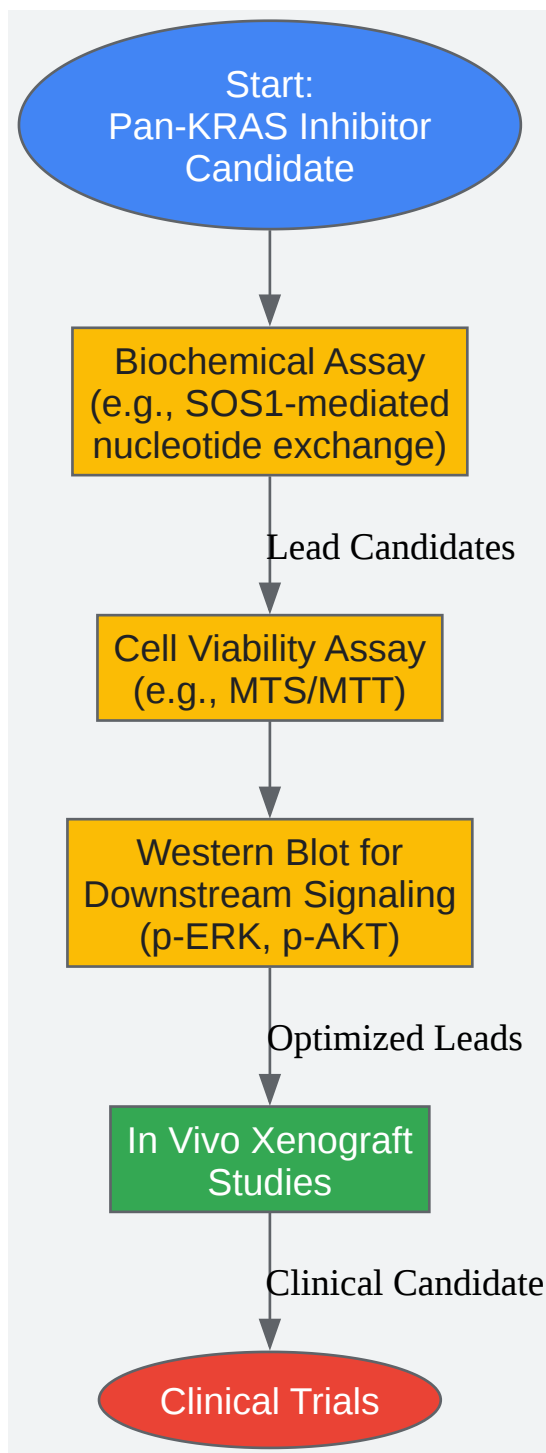 Start:
Pan-KRAS Inhibitor
Candidate
Biochemical Assay
(e.g., SOS1-mediated
nucleotide exchange)
Lead Candidates
Cell Viability Assay
(e.g., MTS/MTT)
Western Blot for
Downstream Signaling
(p-ERK, p-AKT)
Optimized Leads
In Vivo Xenograft
Studies
Clinical Candidate
Clinical Trials